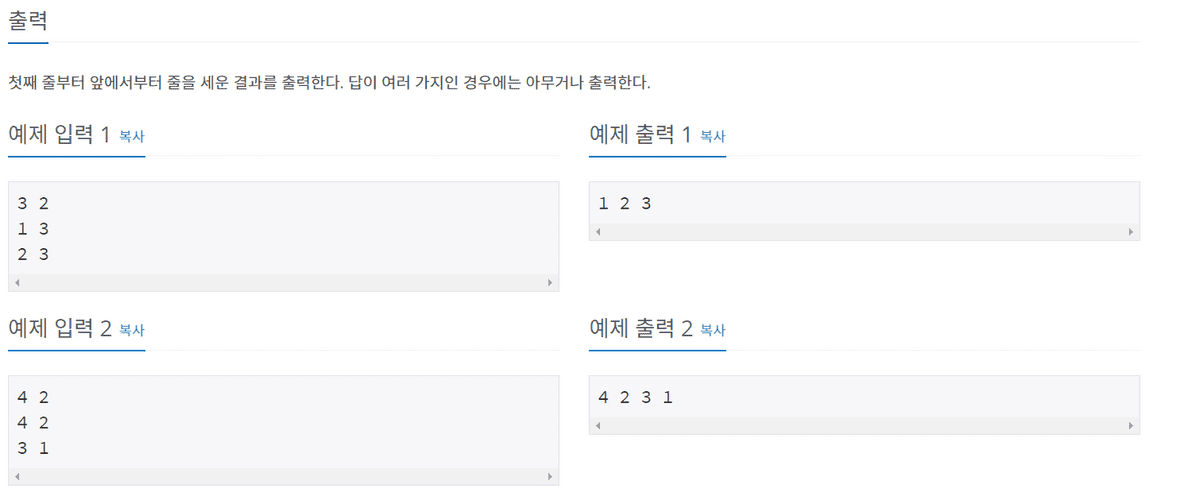 출력
첫째 줄부터 앞에서부터 줄을 세운 결과를 출력한다. 답이 여러 가지인 경우에는 아무거나 출력한다.
예제 입력 1 복사
3 2
1 3
2 3
예제 출력 1 복사
1 2 3
예제 입력 2 복사
4 2
4 2
3 1
예제 출력 2 복사
4 2 3 1